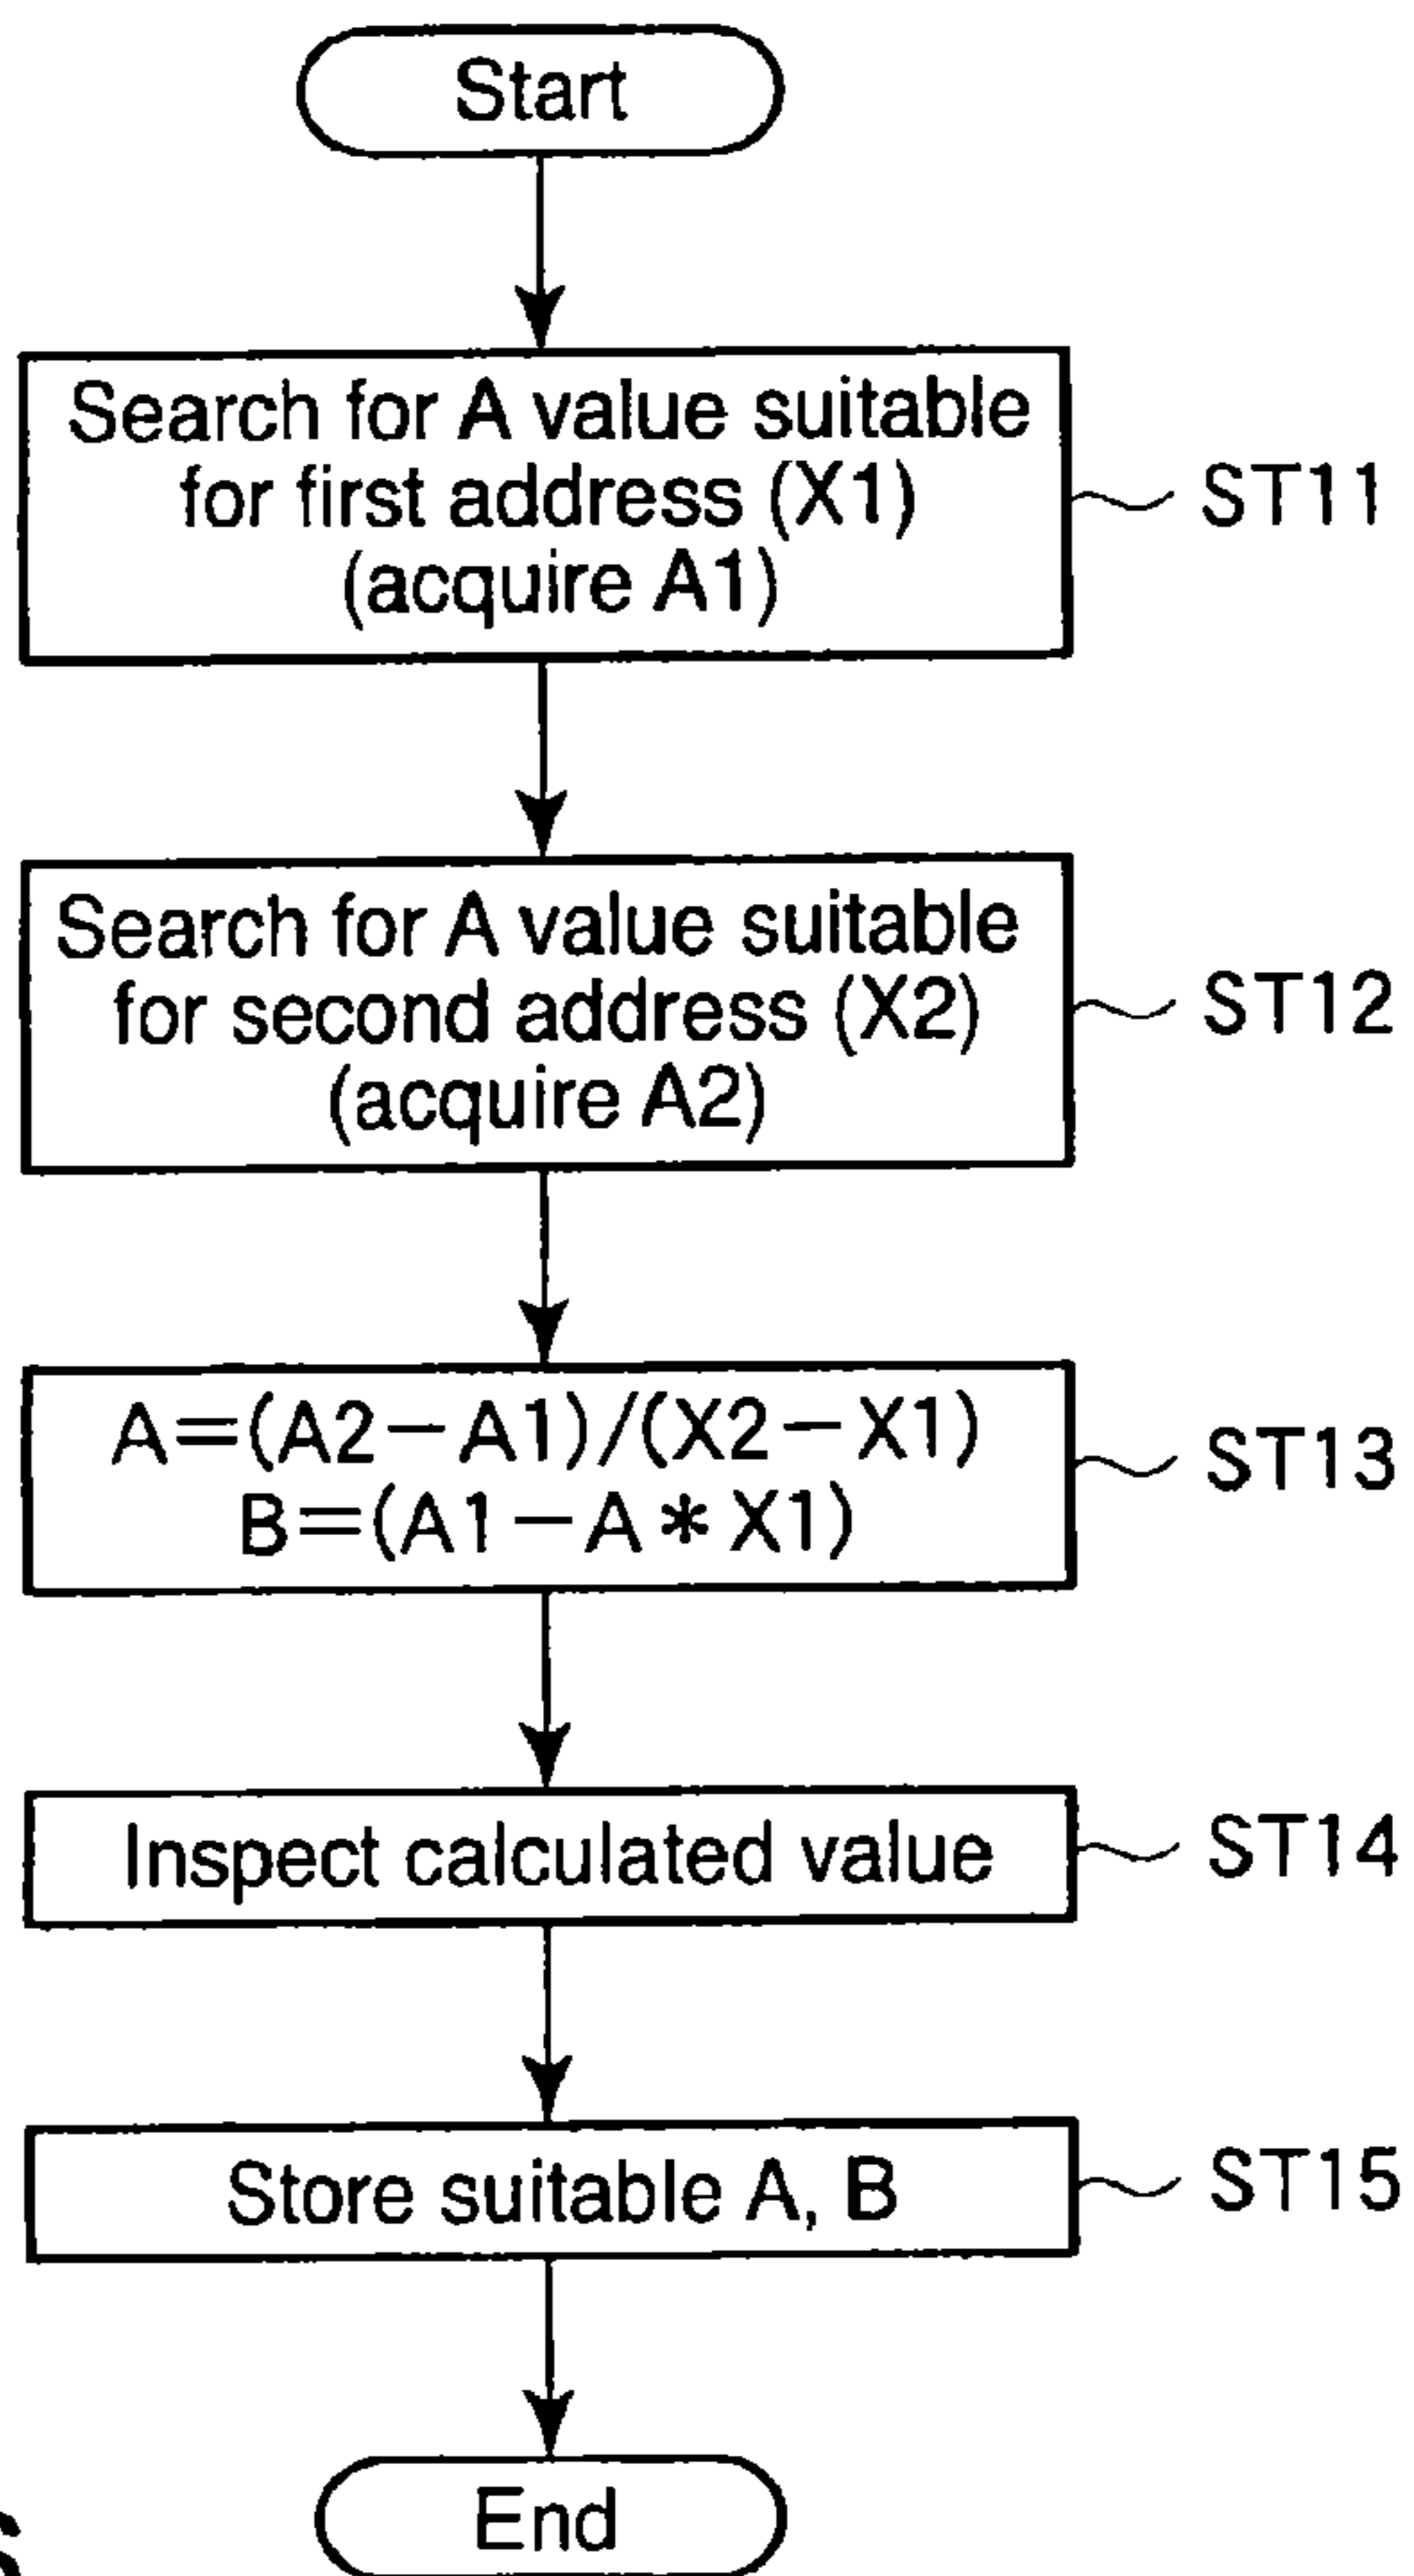 Start
Search for A value suitable
for first address (X1)
(acquire A1)
ST11
Search for A value suitable
for second address (X2)
(acquire A2)
ST12
A=(A2-A1)/(X2-X1)
B=(A1-A*X1)
ST13
Inspect calculated value
ST14
Store suitable A, B
ST15
End